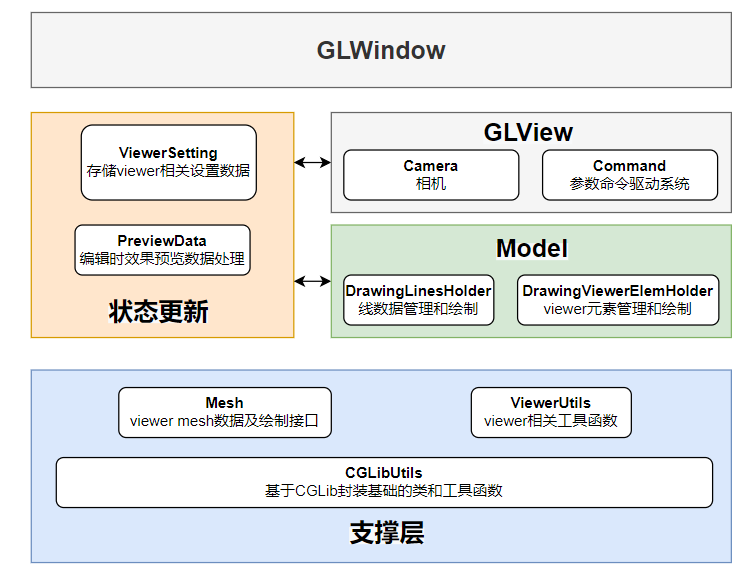 GLWindow
ViewerSetting
存储viewer相关设置数据
PreviewData
编辑时效果预览数据处理
状态更新
GLView
Camera
相机
Command
参数命令驱动系统
Model
DrawingLinesHolder
线数据管理和绘制
DrawingViewerElemHolder
viewer元素管理和绘制
Mesh
viewer mesh数据及绘制接口
ViewerUtils
viewer相关工具函数
CGLibUtils
基于CGLib封装基础的类和工具函数
支撑层